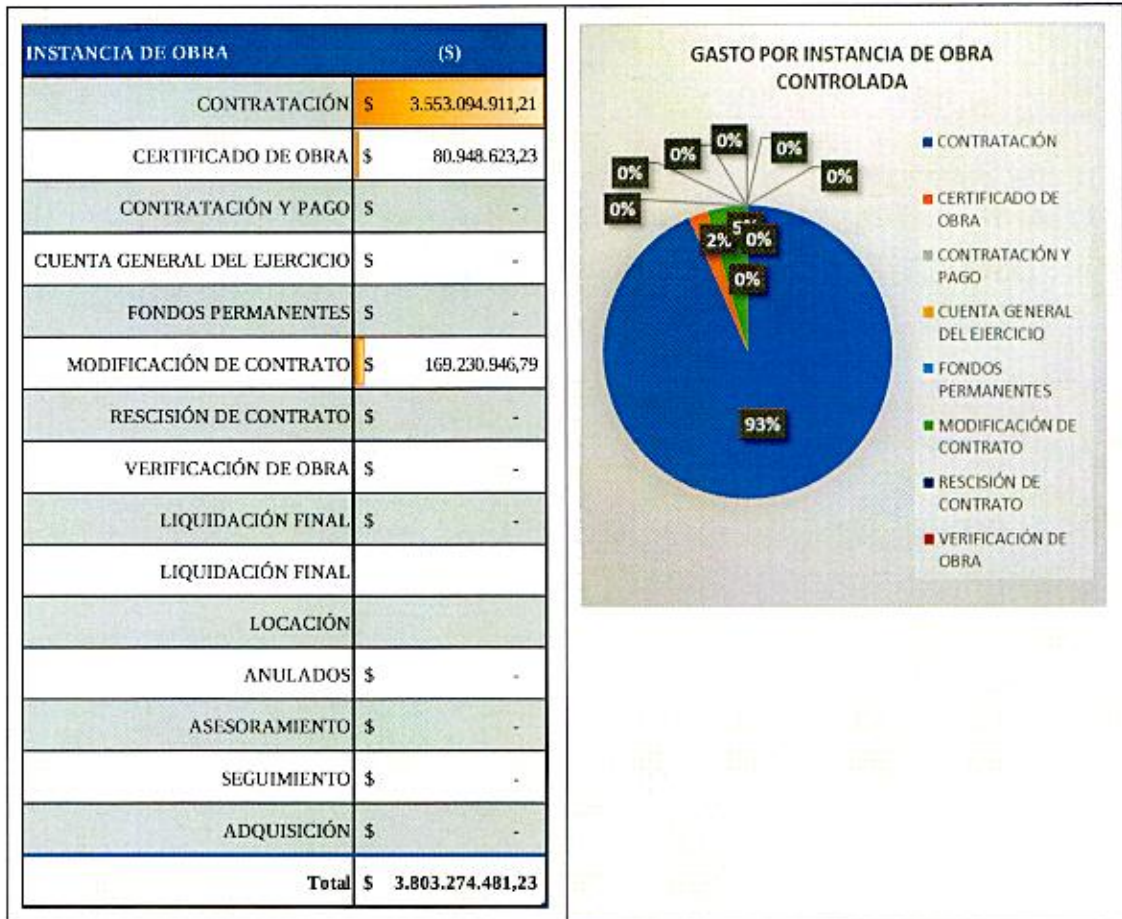 INSTANCIA DE OBRA ($)
CONTRATACIÓN $ 3.553.094.911,21
CERTIFICADO DE OBRA $ 80.948.623,23
CONTRATACIÓN Y PAGO $ -
CUENTA GENERAL DEL EJERCICIO $ -
FONDOS PERMANENTES $ -
MODIFICACIÓN DE CONTRATO $ 169.230.946,79
RESCISIÓN DE CONTRATO $ -
VERIFICACIÓN DE OBRA $ -
LIQUIDACIÓN FINAL $ -
LIQUIDACIÓN FINAL
LOCACIÓN
ANULADOS $ -
ASESORAMIENTO $ -
SEGUIMIENTO $ -
ADQUISICIÓN $ -
Total $ 3.803.274.481,23
GASTO POR INSTANCIA DE OBRA
CONTROLADA
0%
0%
0%
0%
0%
0%
2%
5%
0%
0%
93%
CONTRATACIÓN
CERTIFICADO DE
OBRA
CONTRATACIÓN Y
PAGO
CUENTA GENERAL
DEL EJERCICIO
FONDOS
PERMANENTES
MODIFICACIÓN DE
CONTRATO
RESCISIÓN DE
CONTRATO
VERIFICACIÓN DE
OBRA